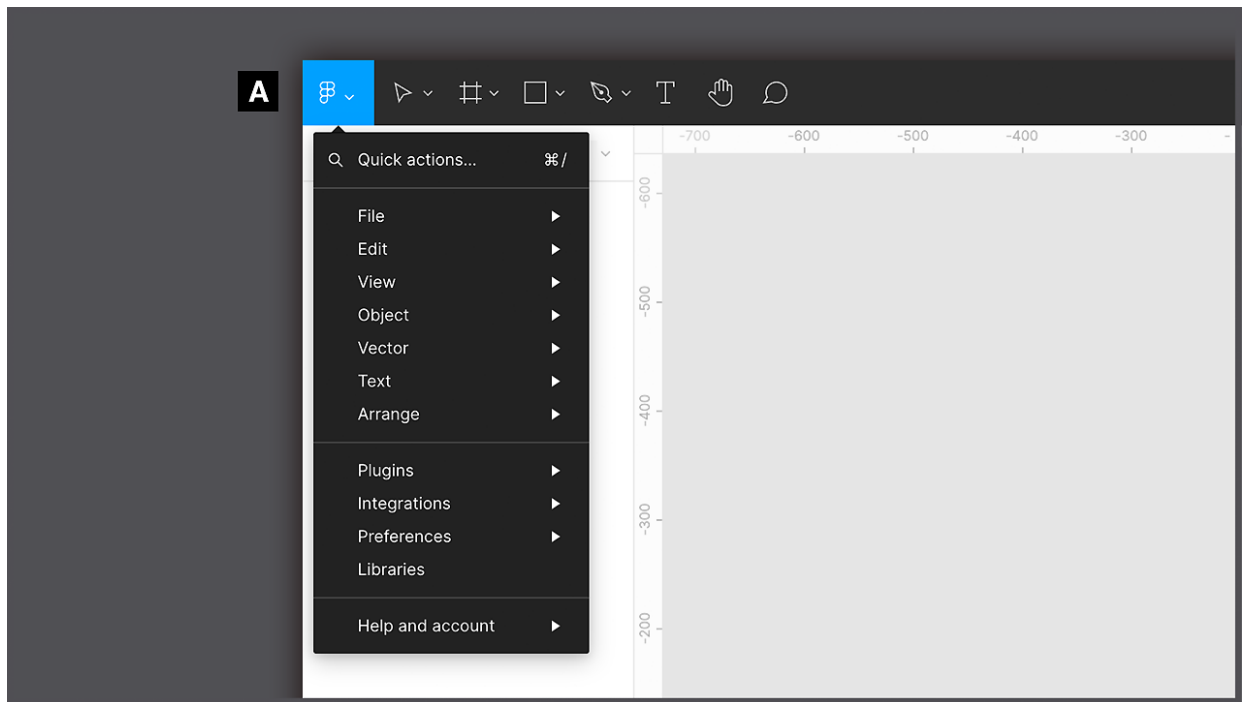 A
T
Quick actions... ⌘/
-700 -600 -500 -400 -300 -
File
Edit
View
Object
Vector
Text
Arrange
Plugins
Integrations
Preferences
Libraries
Help and account
-600
-500
-400
-300
-200